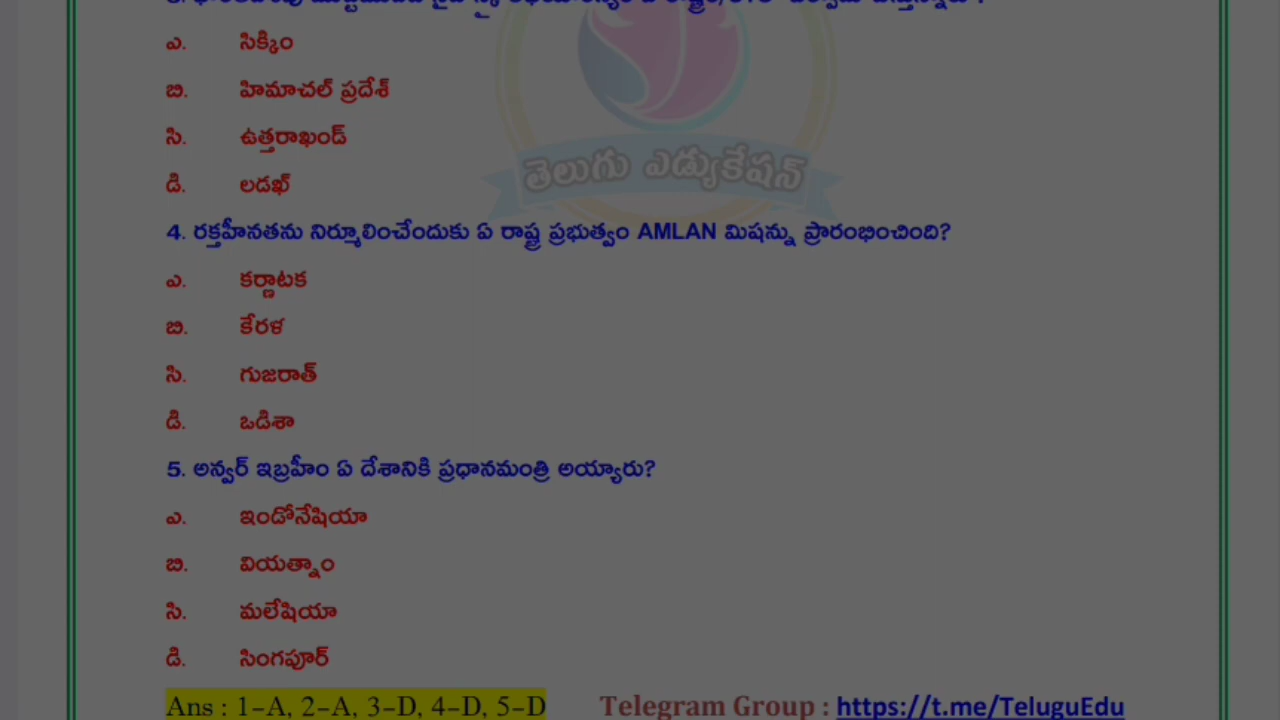 ఎ. సిక్కిం
బి. హిమాచల్ ప్రదేశ్
సి. ఉత్తరాఖండ్
డి. లడఖ్
తెలుగు ఎడ్యుకేషన్
4. రక్తహీనతను నిర్మూలించేందుకు ఏ రాష్ట్ర ప్రభుత్వం AMLAN మిషన్ను ప్రారంభించింది?
ఎ. కర్ణాటక
బి. కేరళ
సి. గుజరాత్
డి. ఒడిశా
5. అన్వర్ ఇబ్రహీం ఏ దేశానికి ప్రధానమంత్రి అయ్యారు?
ఎ. ఇండోనేషియా
బి. వియత్నాం
సి. మలేషియా
డి. సింగపూర్
Ans : 1-A, 2-A, 3-D, 4-D, 5-D Telegram Group : https://t.me/TeluguEdu